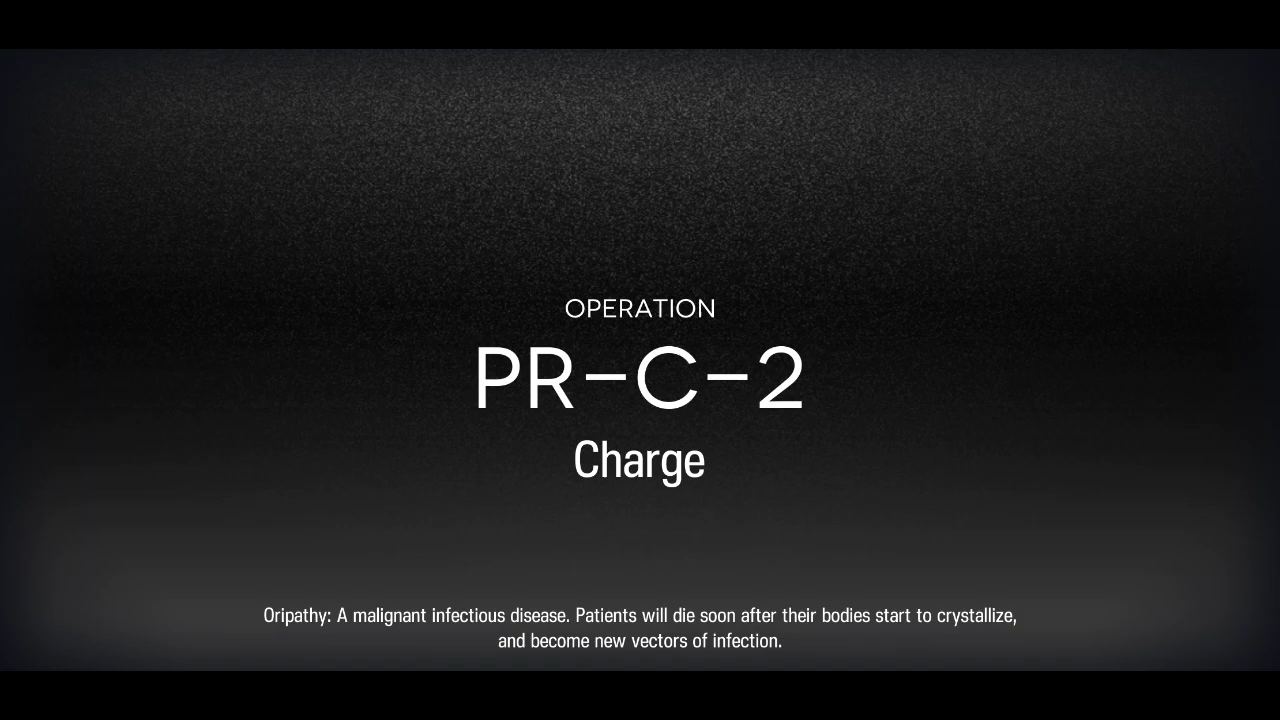 OPERATION
PR-C-2
Charge
Oripathy: A malignant infectious disease. Patients will die soon after their bodies start to crystallize,
and become new vectors of infection.